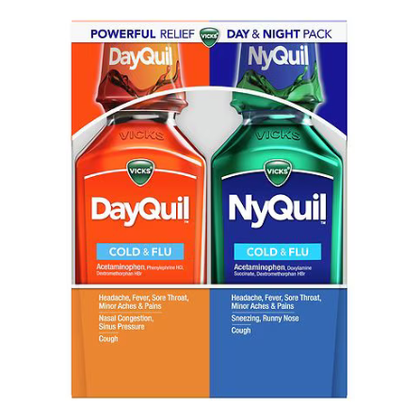 POWERFUL RELIEF VICKS DAY & NIGHT PACK
DayQuil
NyQuil
VICKS
VICKS
VICKS
DayQuil™
COLD & FLU
Acetaminophen, Phenylephrine HCl,
Dextromethorphan HBr
Headache, Fever, Sore Throat,
Minor Aches & Pains
Nasal Congestion,
Sinus Pressure
Cough
VICKS
NyQuil™
COLD & FLU
Acetaminophen, Doxylamine
Succinate, Dextromethorphan HBr
Headache, Fever, Sore Throat,
Minor Aches & Pains
Sneezing, Runny Nose
Cough